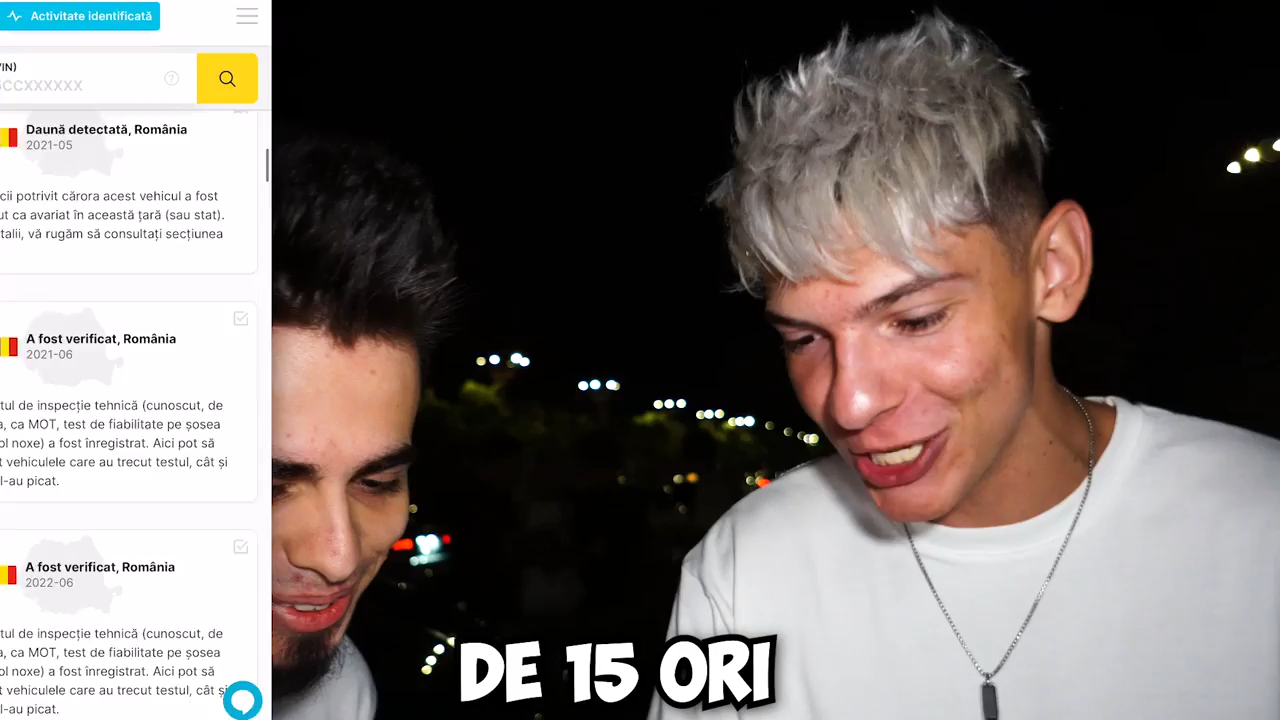 Activitate identificată
VIN)
CCXXXXXX
?
Daună detectată, România
2021-05
cii potrivit cărora acest vehicul a fost
ut ca avariat în această țară (sau stat).
talii, vă rugăm să consultați secțiunea
A fost verificat, România
2021-06
tul de inspecție tehnică (cunoscut, de
a, ca MOT, test de fiabilitate pe șosea
ol noxe) a fost înregistrat. Aici pot să
t vehiculele care au trecut testul, cât și
l-au picat.
A fost verificat, România
2022-06
tul de inspecție tehnică (cunoscut, de
a, ca MOT, test de fiabilitate pe șosea
ol noxe) a fost înregistrat. Aici pot să
t vehiculele care au trecut testul, cât și
l-au picat.
DE 15 ORI